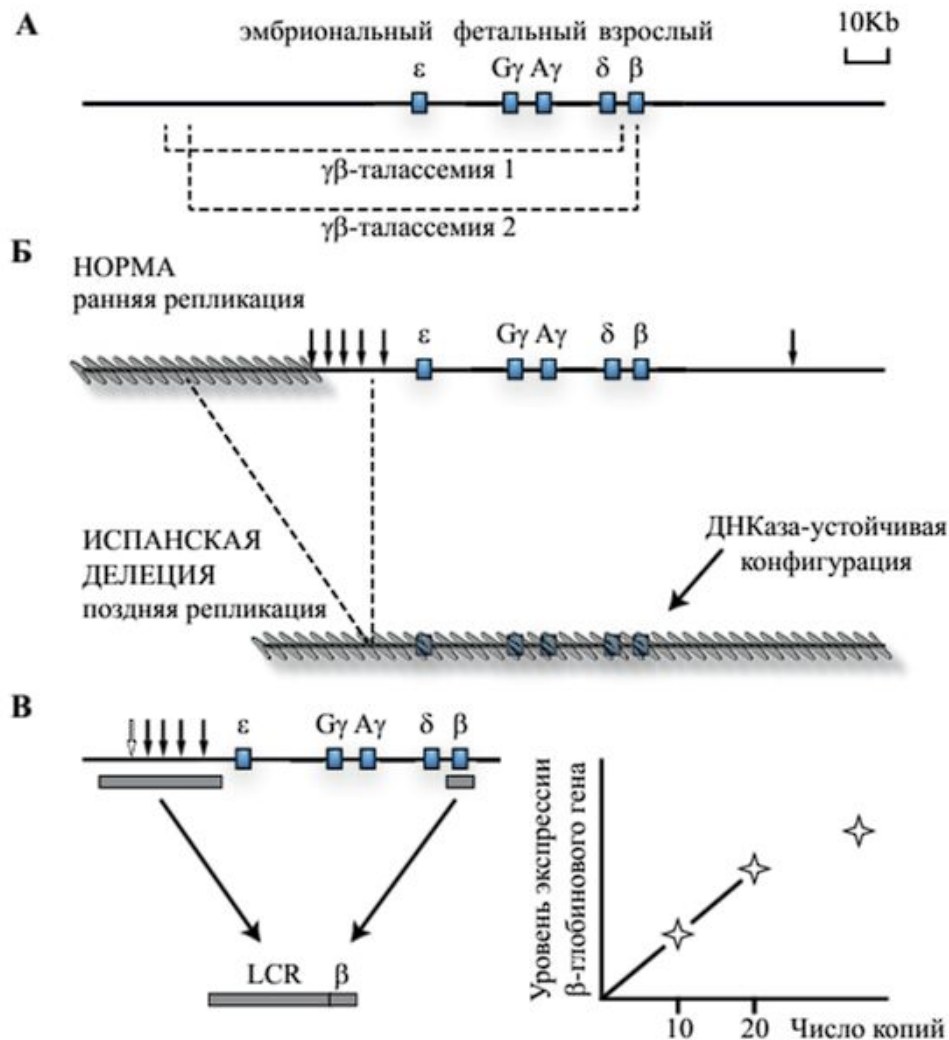 А
10Kb
эмбриональный фетальный взрослый
ε Gγ Aγ δ β
γβ-талассемия 1
γβ-талассемия 2
Б
НОРМА
ранняя репликация
ε Gγ Aγ δ β
ИСПАНСКАЯ
ДЕЛЕЦИЯ
поздняя репликация
ДНКаза-устойчивая
конфигурация
В
ε Gγ Aγ δ β
LCR β
Уровень экспрессии
β-глобинового гена
10 20 Число копий